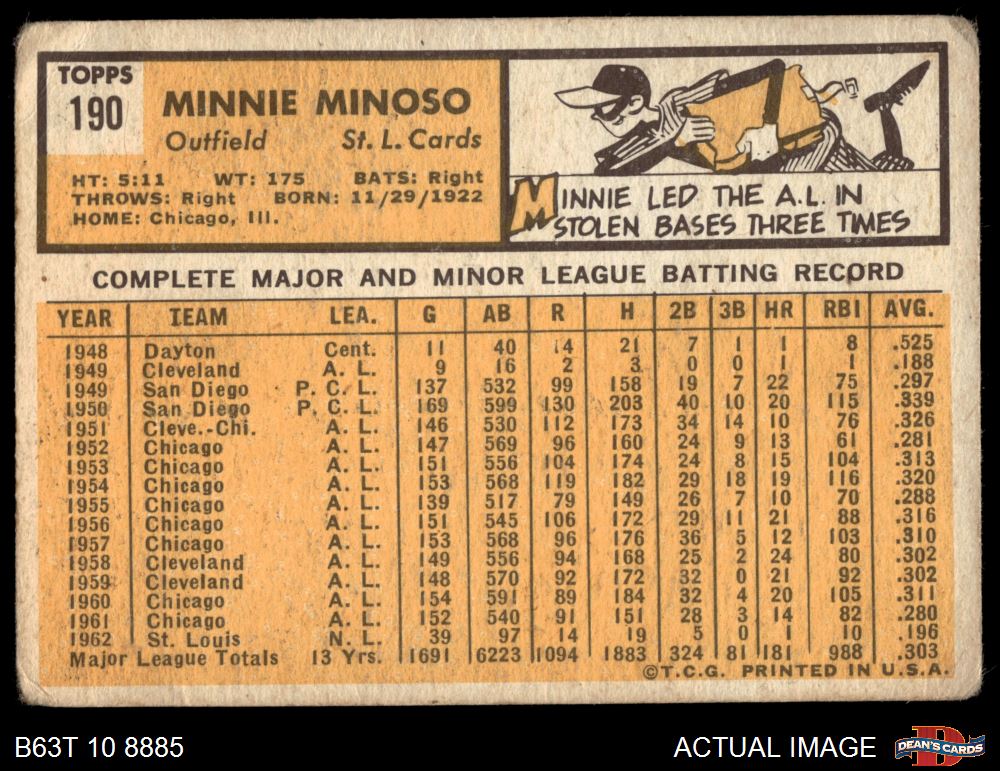 TOPPS
190
MINNIE MINOSO
Outfield St. L. Cards
HT: 5:11 WT: 175 BATS: Right
THROWS: Right BORN: 11/29/1922
HOME: Chicago, Ill.
MINNIE LED THE A.L. IN
STOLEN BASES THREE TIMES
COMPLETE MAJOR AND MINOR LEAGUE BATTING RECORD
YEAR TEAM LEA. G AB R H 2B 3B HR RBI AVG.
1948 Dayton Cent. 11 40 14 21 7 1 1 8 .525
1949 Cleveland A. L. 9 16 2 3 0 0 1 1 .188
1949 San Diego P. C. L. 137 532 99 158 19 7 22 75 .297
1950 San Diego P. C. L. 169 599 130 203 40 10 20 115 .339
1951 Cleve.-Chi. A. L. 146 530 112 173 34 14 10 76 .326
1952 Chicago A. L. 147 569 96 160 24 9 13 61 .281
1953 Chicago A. L. 151 556 104 174 24 8 15 104 .313
1954 Chicago A. L. 153 568 119 182 29 18 19 116 .320
1955 Chicago A. L. 139 517 79 149 26 7 10 70 .288
1956 Chicago A. L. 151 545 106 172 29 11 21 88 .316
1957 Chicago A. L. 153 568 96 176 36 5 12 103 .310
1958 Cleveland A. L. 149 556 94 168 25 2 24 80 .302
1959 Cleveland A. L. 148 570 92 172 32 0 21 92 .302
1960 Chicago A. L. 154 591 89 184 32 4 20 105 .311
1961 Chicago A. L. 152 540 91 151 28 3 14 82 .280
1962 St. Louis N. L. 39 97 14 19 5 0 1 10 .196
Major League Totals 13 Yrs. 1691 6223 1094 1883 324 81 181 988 .303
©T.C.G. PRINTED IN U.S.A.
B63T 10 8885
ACTUAL IMAGE
DEAN'S CARDS